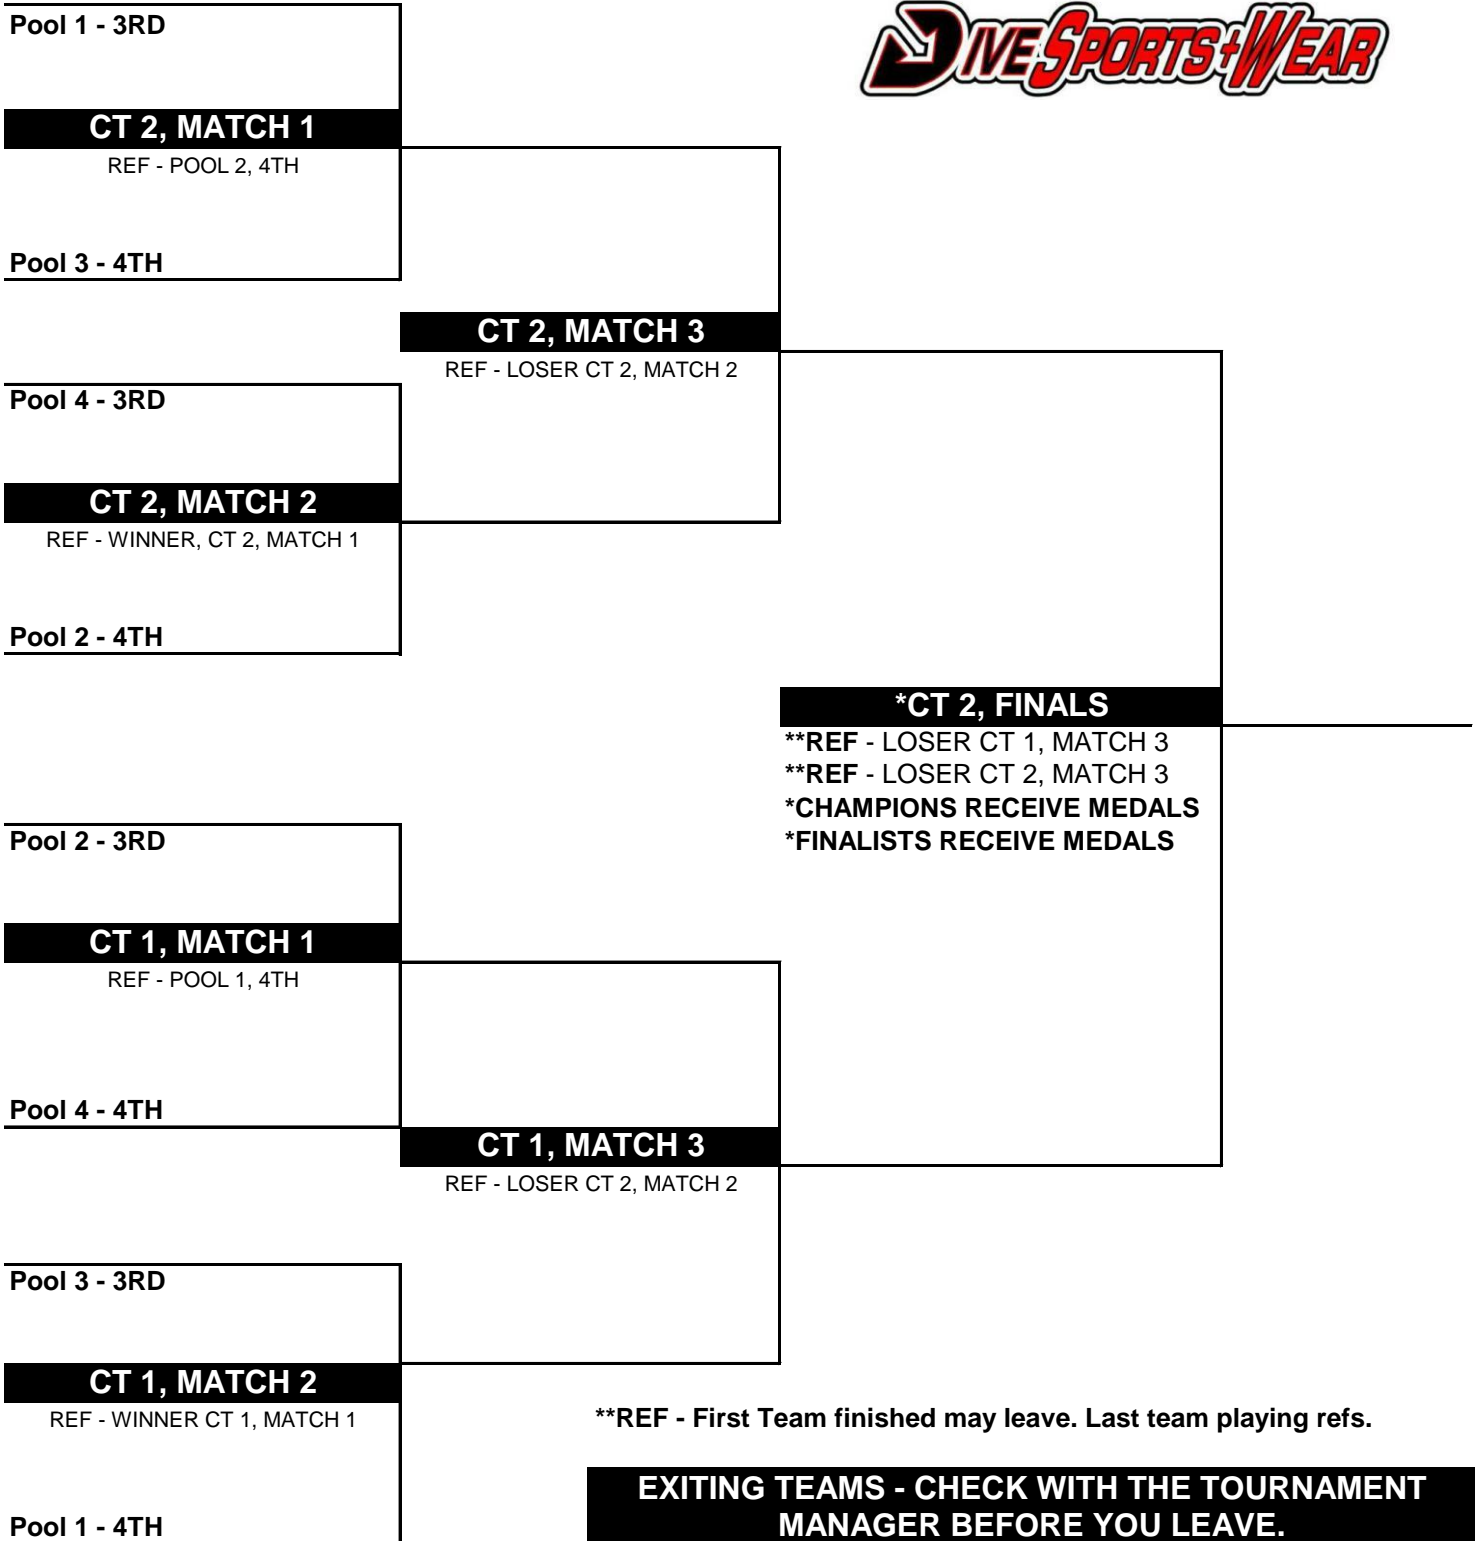 Pool 1 - 3RD
DIVE SPORTS+WEAR
CT 2, MATCH 1
REF - POOL 2, 4TH
Pool 3 - 4TH
CT 2, MATCH 3
REF - LOSER CT 2, MATCH 2
Pool 4 - 3RD
CT 2, MATCH 2
REF - WINNER, CT 2, MATCH 1
Pool 2 - 4TH
*CT 2, FINALS
**REF - LOSER CT 1, MATCH 3
**REF - LOSER CT 2, MATCH 3
*CHAMPIONS RECEIVE MEDALS
*FINALISTS RECEIVE MEDALS
Pool 2 - 3RD
CT 1, MATCH 1
REF - POOL 1, 4TH
Pool 4 - 4TH
CT 1, MATCH 3
REF - LOSER CT 2, MATCH 2
Pool 3 - 3RD
CT 1, MATCH 2
REF - WINNER CT 1, MATCH 1
**REF - First Team finished may leave. Last team playing refs.
EXITING TEAMS - CHECK WITH THE TOURNAMENT
MANAGER BEFORE YOU LEAVE.
Pool 1 - 4TH